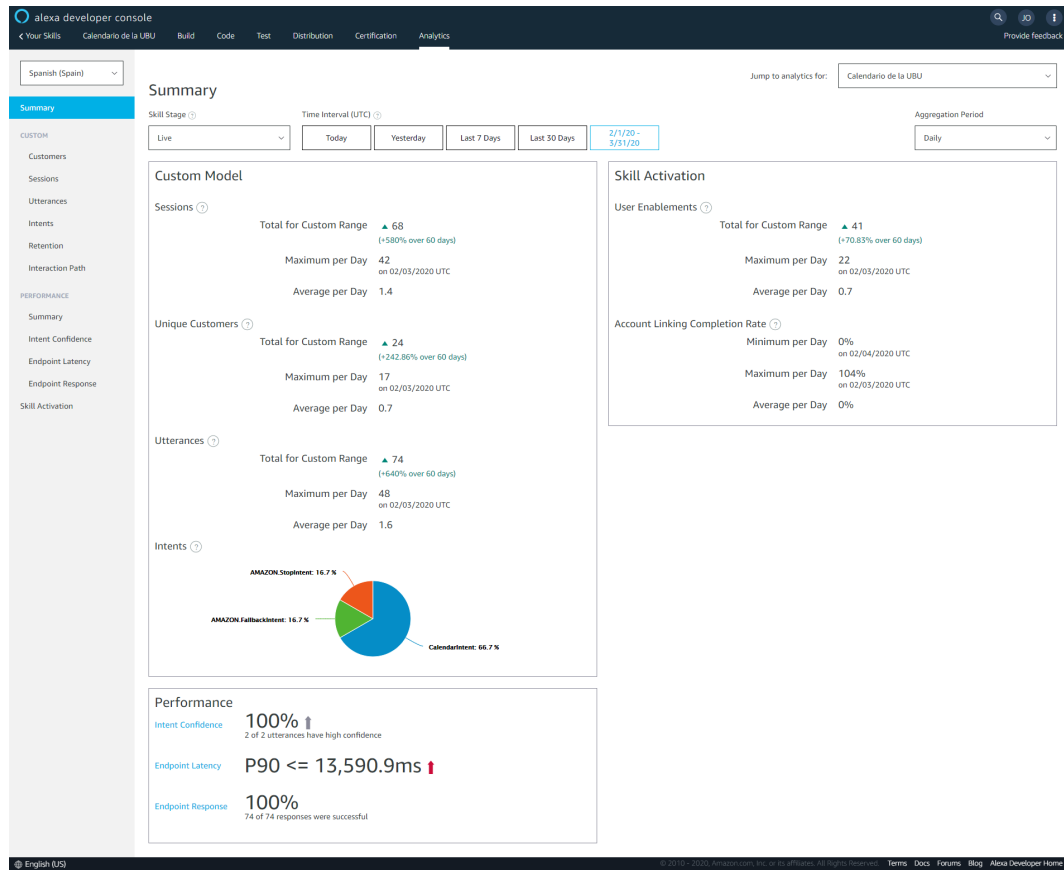 alexa developer console
JO
Your Skills Calendario de la UBU Build Code Test Distribution Certification Analytics Provide feedback
Spanish (Spain)
Summary
CUSTOM
Customers
Sessions
Utterances
Intents
Retention
Interaction Path
PERFORMANCE
Summary
Intent Confidence
Endpoint Latency
Endpoint Response
Skill Activation
Summary
Jump to analytics for: Calendario de la UBU
Skill Stage ?
Live
Time Interval (UTC) ?
Today Yesterday Last 7 Days Last 30 Days 2/1/20 -
3/31/20
Aggregation Period
Daily
Custom Model
Sessions ?
Total for Custom Range ▲ 68
(+580% over 60 days)
Maximum per Day 42
on 02/03/2020 UTC
Average per Day 1.4
Unique Customers ?
Total for Custom Range ▲ 24
(+242.86% over 60 days)
Maximum per Day 17
on 02/03/2020 UTC
Average per Day 0.7
Utterances ?
Total for Custom Range ▲ 74
(+640% over 60 days)
Maximum per Day 48
on 02/03/2020 UTC
Average per Day 1.6
Intents ?
AMAZON.StopIntent: 16.7 %
AMAZON.FallbackIntent: 16.7 %
CalendarIntent: 66.7 %
Skill Activation
User Enablements ?
Total for Custom Range ▲ 41
(+70.83% over 60 days)
Maximum per Day 22
on 02/03/2020 UTC
Average per Day 0.7
Account Linking Completion Rate ?
Minimum per Day 0%
on 02/04/2020 UTC
Maximum per Day 104%
on 02/03/2020 UTC
Average per Day 0%
Performance
Intent Confidence 100%
2 of 2 utterances have high confidence
Endpoint Latency P90 <= 13,590.9ms
Endpoint Response 100%
74 of 74 responses were successful
English (US)
© 2010 - 2020, Amazon.com, Inc. or its affiliates. All Rights Reserved. Terms Docs Forums Blog Alexa Developer Home